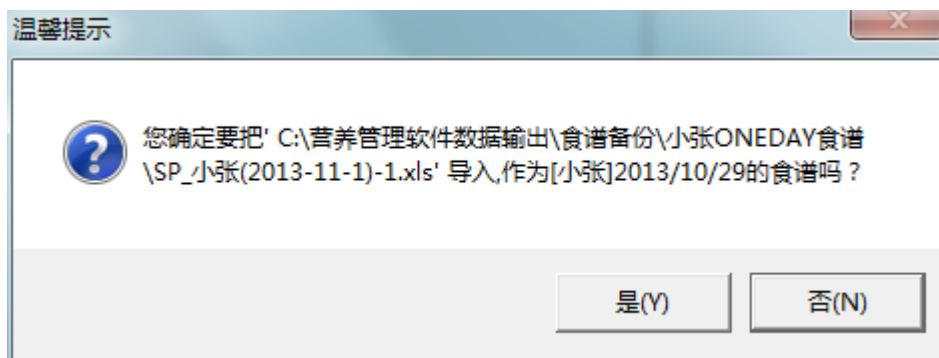 温馨提示
您确定要把' C:\营养管理软件数据输出\食谱备份\小张ONEDAY食谱
\SP_小张(2013-11-1)-1.xls' 导入,作为[小张]2013/10/29的食谱吗？
是(Y)
否(N)